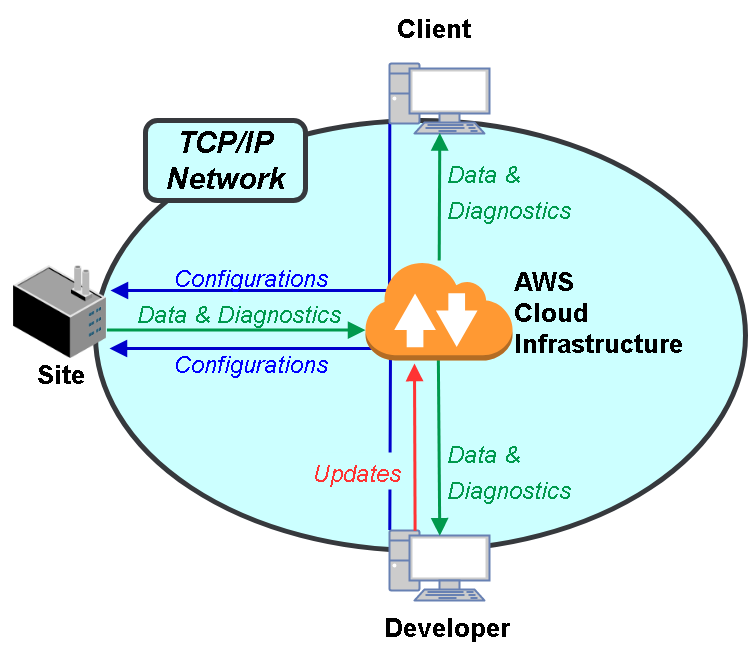 Client
TCP/IP
Network
Data &
Diagnostics
Configurations
AWS
Cloud
Infrastructure
Data & Diagnostics
Configurations
Site
Data &
Diagnostics
Updates
Developer